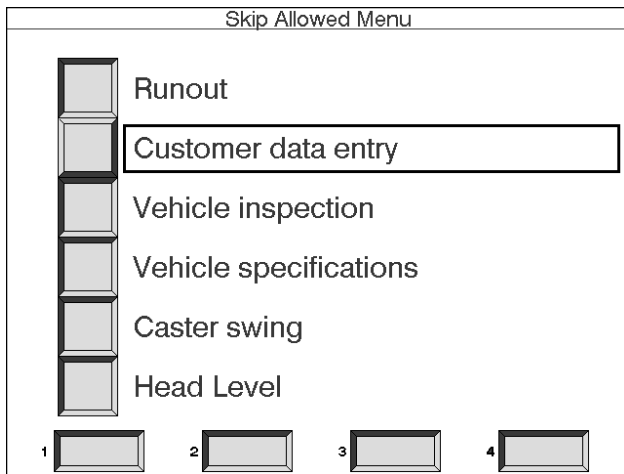 Skip Allowed Menu
Runout
Customer data entry
Vehicle inspection
Vehicle specifications
Caster swing
Head Level
1 2 3 4